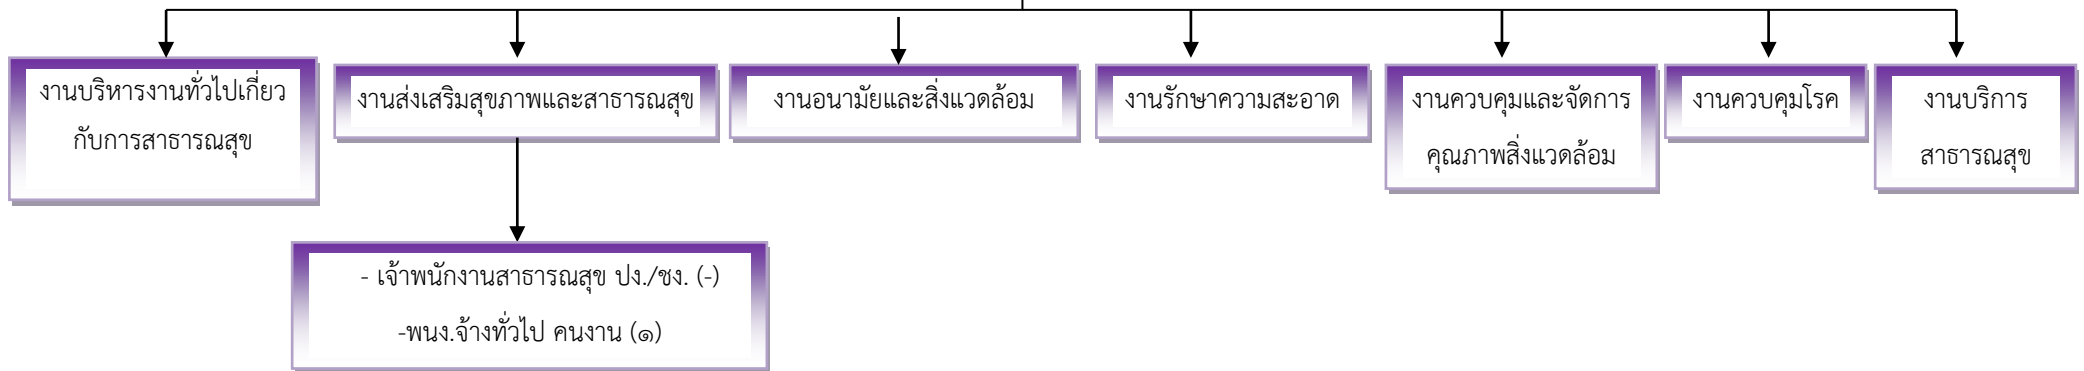 งานบริหารงานทั่วไปเกี่ยว
กับการสาธารณสุข
งานส่งเสริมสุขภาพและสาธารณสุข
งานอนามัยและสิ่งแวดล้อม
งานรักษาความสะอาด
งานควบคุมและจัดการ
คุณภาพสิ่งแวดล้อม
งานควบคุมโรค
งานบริการ
สาธารณสุข
- เจ้าพนักงานสาธารณสุข ปง./ชง. (-)
-พนง.จ้างทั่วไป คนงาน (๑)